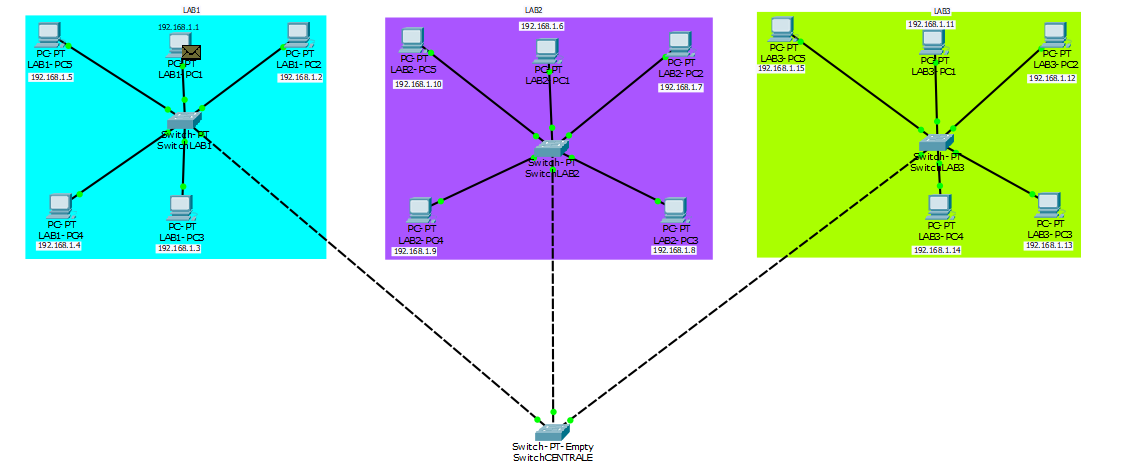 LAB1
192.168.1.1
PC-PT
LAB1-PC5
192.168.1.5
PC-PT
LAB1-PC1
PC-PT
LAB1-PC2
192.168.1.2
Switch-PT
SwitchLAB1
PC-PT
LAB1-PC4
192.168.1.4
PC-PT
LAB1-PC3
192.168.1.3
LAB2
192.168.1.6
PC-PT
LAB2-PC5
192.168.1.10
PC-PT
LAB2-PC1
PC-PT
LAB2-PC2
192.168.1.7
Switch-PT
SwitchLAB2
PC-PT
LAB2-PC4
192.168.1.9
PC-PT
LAB2-PC3
192.168.1.8
LAB3
192.168.1.11
PC-PT
LAB3-PC5
192.168.1.15
PC-PT
LAB3-PC1
PC-PT
LAB3-PC2
192.168.1.12
Switch-PT
SwitchLAB3
PC-PT
LAB3-PC4
192.168.1.14
PC-PT
LAB3-PC3
192.168.1.13
Switch-PT-Empty
SwitchCENTRALE